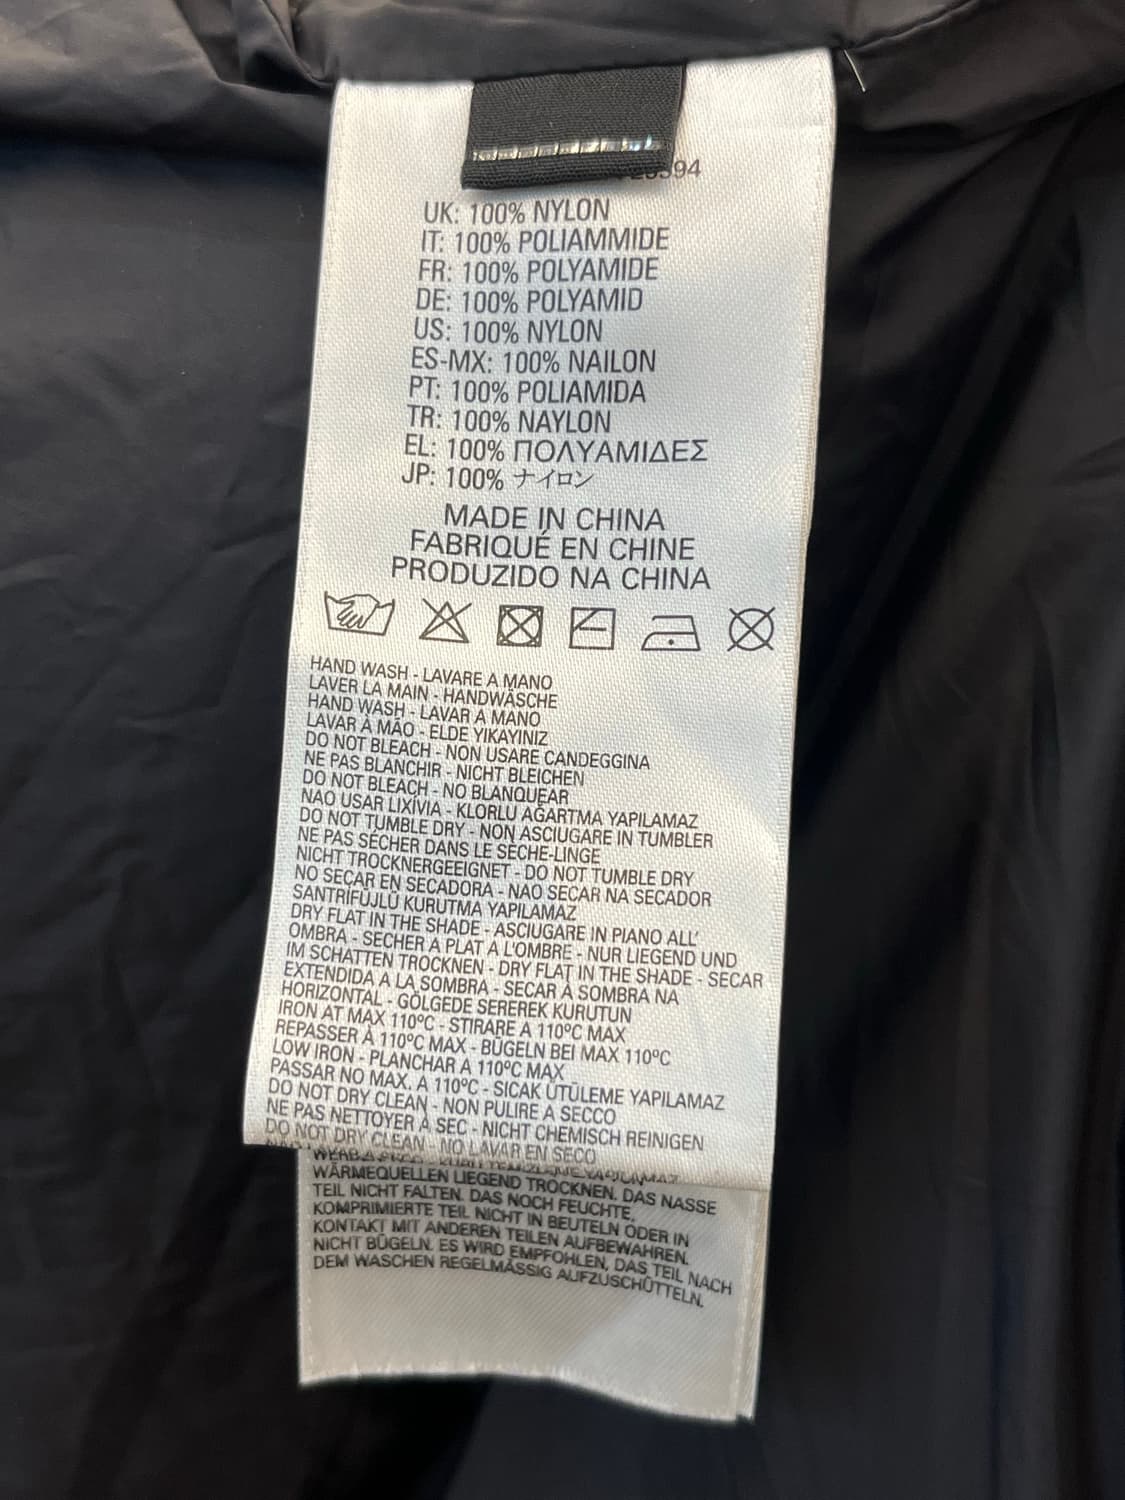 594
UK: 100% NYLON
IT: 100% POLIAMMIDE
FR: 100% POLYAMIDE
DE: 100% POLYAMID
US: 100% NYLON
ES-MX: 100% NAILON
PT: 100% POLIAMIDA
TR: 100% NAYLON
EL: 100% ΠΟΛΥΑΜΙΔΕΣ
JP: 100% ナイロン
MADE IN CHINA
FABRIQUÉ EN CHINE
PRODUZIDO NA CHINA
HAND WASH - LAVARE A MANO
LAVER LA MAIN - HANDWÄSCHE
HAND WASH - LAVAR A MANO
LAVAR À MÃO - ELDE YIKAYINIZ
DO NOT BLEACH - NON USARE CANDEGGINA
NE PAS BLANCHIR - NICHT BLEICHEN
DO NOT BLEACH - NO BLANQUEAR
NAO USAR LIXÍVIA - KLORLU AĞARTMA YAPILAMAZ
DO NOT TUMBLE DRY - NON ASCIUGARE IN TUMBLER
NE PAS SECHER DANS LE SECHE-LINGE
NICHT TROCKNERGEEIGNET - DO NOT TUMBLE DRY
NO SECAR EN SECADORA - NAO SECAR NA SECADOR
SANTRİFÜJLÜ KURUTMA YAPILAMAZ
DRY FLAT IN THE SHADE - ASCIUGARE IN PIANO ALL'
OMBRA - SECHER A PLAT A L'OMBRE - NUR LIEGEND UND
IM SCHATTEN TROCKNEN - DRY FLAT IN THE SHADE - SECAR
EXTENDIDA A LA SOMBRA - SECAR À SOMBRA NA
HORIZONTAL - GÖLGEDE SEREREK KURUTUN
IRON AT MAX 110ºC - STIRARE A 110ºC MAX
REPASSER À 110ºC MAX - BÜGELN BEI MAX 110ºC
LOW IRON - PLANCHAR A 110ºC MAX
PASSAR NO MAX. A 110ºC - SICAK ÜTÜLEME YAPILAMAZ
DO NOT DRY CLEAN - NON PULIRE A SECCO
NE PAS NETTOYER À SEC - NICHT CHEMISCH REINIGEN
DO NOT DRY CLEAN - NO LAVAR EN SECO
WÄRMEQUELLEN LIEGEND TROCKNEN. DAS NASSE
TEIL NICHT FALTEN. DAS NOCH FEUCHTE,
KOMPRIMIERTE TEIL NICHT IN BEUTELN ODER IN
KONTAKT MIT ANDEREN TEILEN AUFBEWAHREN.
NICHT BÜGELN. ES WIRD EMPFOHLEN, DAS TEIL NACH
DEM WASCHEN REGELMÄSSIG AUFZUSCHÜTTELN.